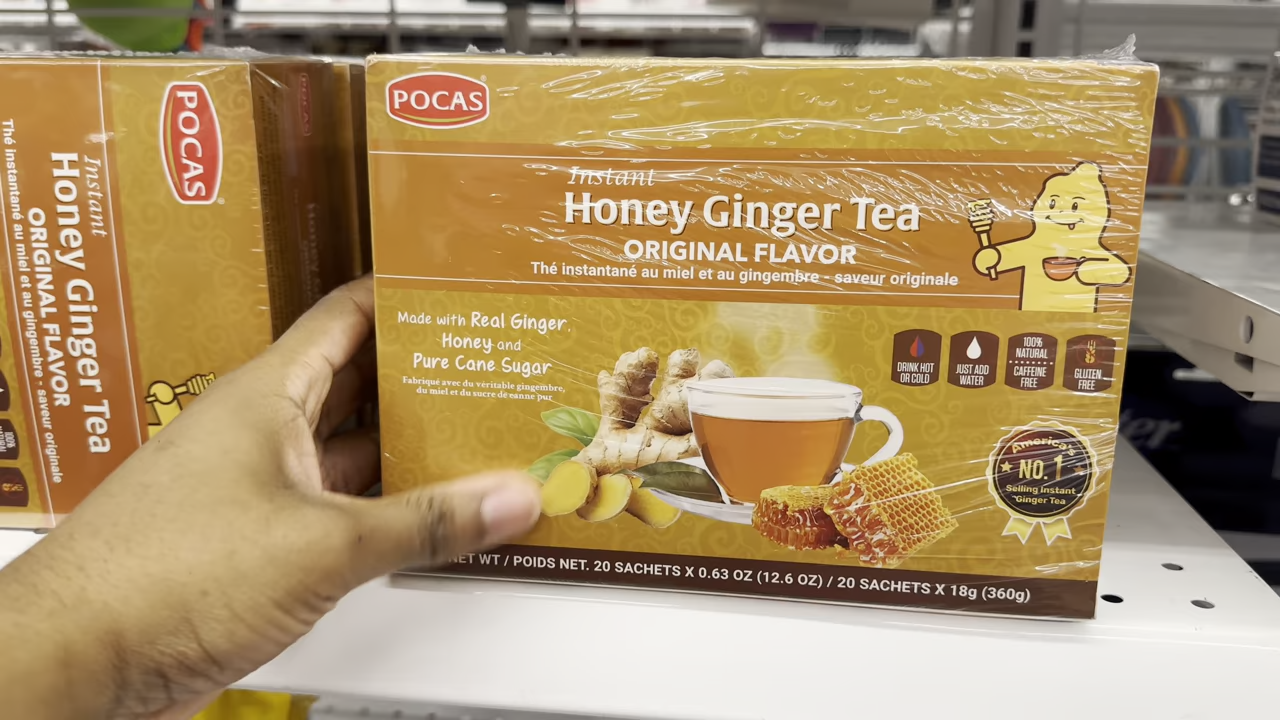 POCAS
Instant
Honey Ginger Tea
ORIGINAL FLAVOR
Thé instantané au miel et au gingembre - saveur originale
POCAS
Instant
Honey Ginger Tea
ORIGINAL FLAVOR
Thé instantané au miel et au gingembre - saveur originale
Made with Real Ginger,
Honey and
Pure Cane Sugar
Fabriqué avec du véritable gingembre,
du miel et du sucre de canne pur
DRINK HOT
OR COLD
JUST ADD
WATER
100%
NATURAL
CAFFEINE
FREE
GLUTEN
FREE
America's
NO. 1
Selling Instant
Ginger Tea
NET WT / POIDS NET. 20 SACHETS X 0.63 OZ (12.6 OZ) / 20 SACHETS X 18g (360g)